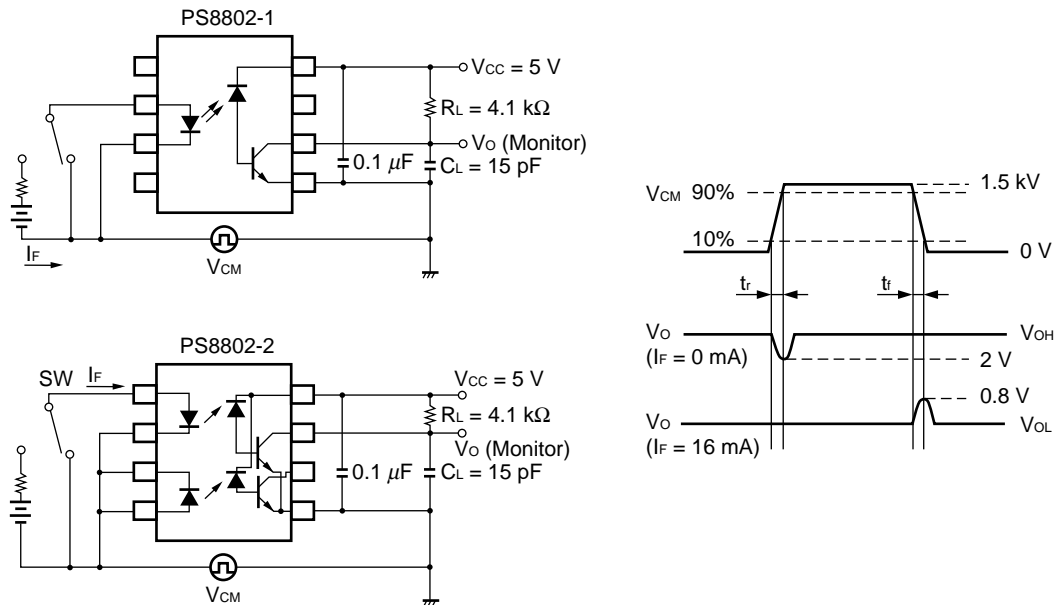 PS8802-1
VCC = 5 V
RL = 4.1 kΩ
VO (Monitor)
0.1 μF
CL = 15 pF
IF
VCM
PS8802-2
SW
IF
VCC = 5 V
RL = 4.1 kΩ
VO (Monitor)
0.1 μF
CL = 15 pF
VCM
VCM 90%
1.5 kV
10%
0 V
tr
tf
VO
(IF = 0 mA)
VOH
2 V
0.8 V
VO
(IF = 16 mA)
VOL